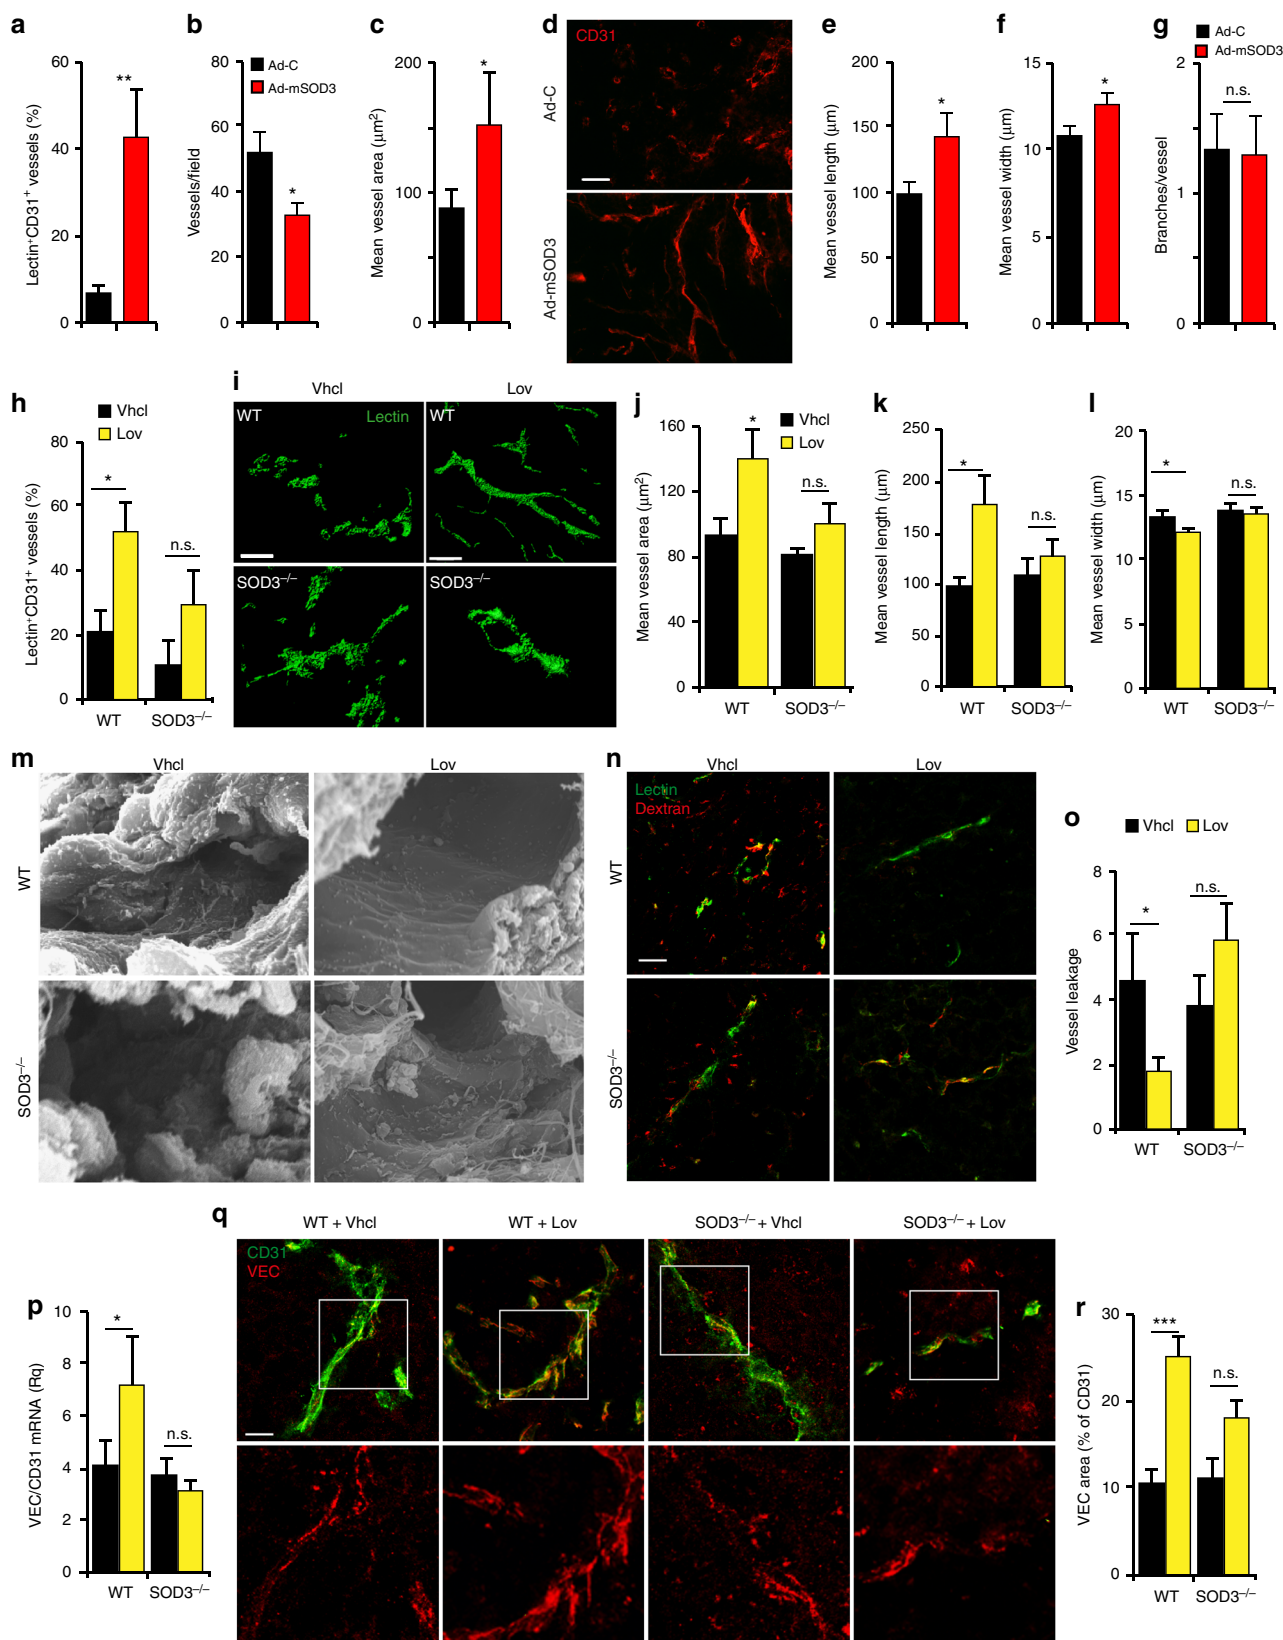 a
Lectin⁺CD31⁺ vessels (%)
60
40
20
0
**
b
Vessels/field
80
60
40
20
0
Ad-C
Ad-mSOD3
*
c
Mean vessel area (μm²)
200
100
0
*
d
CD31
Ad-C
Ad-mSOD3
e
Mean vessel length (μm)
200
150
100
50
0
*
f
Mean vessel width (μm)
15
10
5
0
*
g
Ad-C
Ad-mSOD3
Branches/vessel
2
1
0
n.s.
h
Vhcl
Lov
Lectin⁺CD31⁺ vessels (%)
80
60
40
20
0
*
n.s.
WT
SOD3⁻/⁻
i
Vhcl
Lov
WT
Lectin
WT
SOD3⁻/⁻
SOD3⁻/⁻
j
Mean vessel area (μm²)
160
120
80
40
0
Vhcl
Lov
*
n.s.
WT
SOD3⁻/⁻
k
Mean vessel length (μm)
250
200
150
100
50
0
*
n.s.
WT
SOD3⁻/⁻
l
Mean vessel width (μm)
20
15
10
5
0
*
n.s.
WT
SOD3⁻/⁻
m
Vhcl
Lov
WT
SOD3⁻/⁻
n
Vhcl
Lov
Lectin
Dextran
WT
SOD3⁻/⁻
o
Vhcl
Lov
Vessel leakage
8
6
4
2
0
*
n.s.
WT
SOD3⁻/⁻
p
VEC/CD31 mRNA (Rq)
10
8
6
4
2
0
*
n.s.
WT
SOD3⁻/⁻
q
WT + Vhcl
WT + Lov
SOD3⁻/⁻ + Vhcl
SOD3⁻/⁻ + Lov
CD31
VEC
r
VEC area (% of CD31)
30
20
10
0
***
n.s.
WT
SOD3⁻/⁻